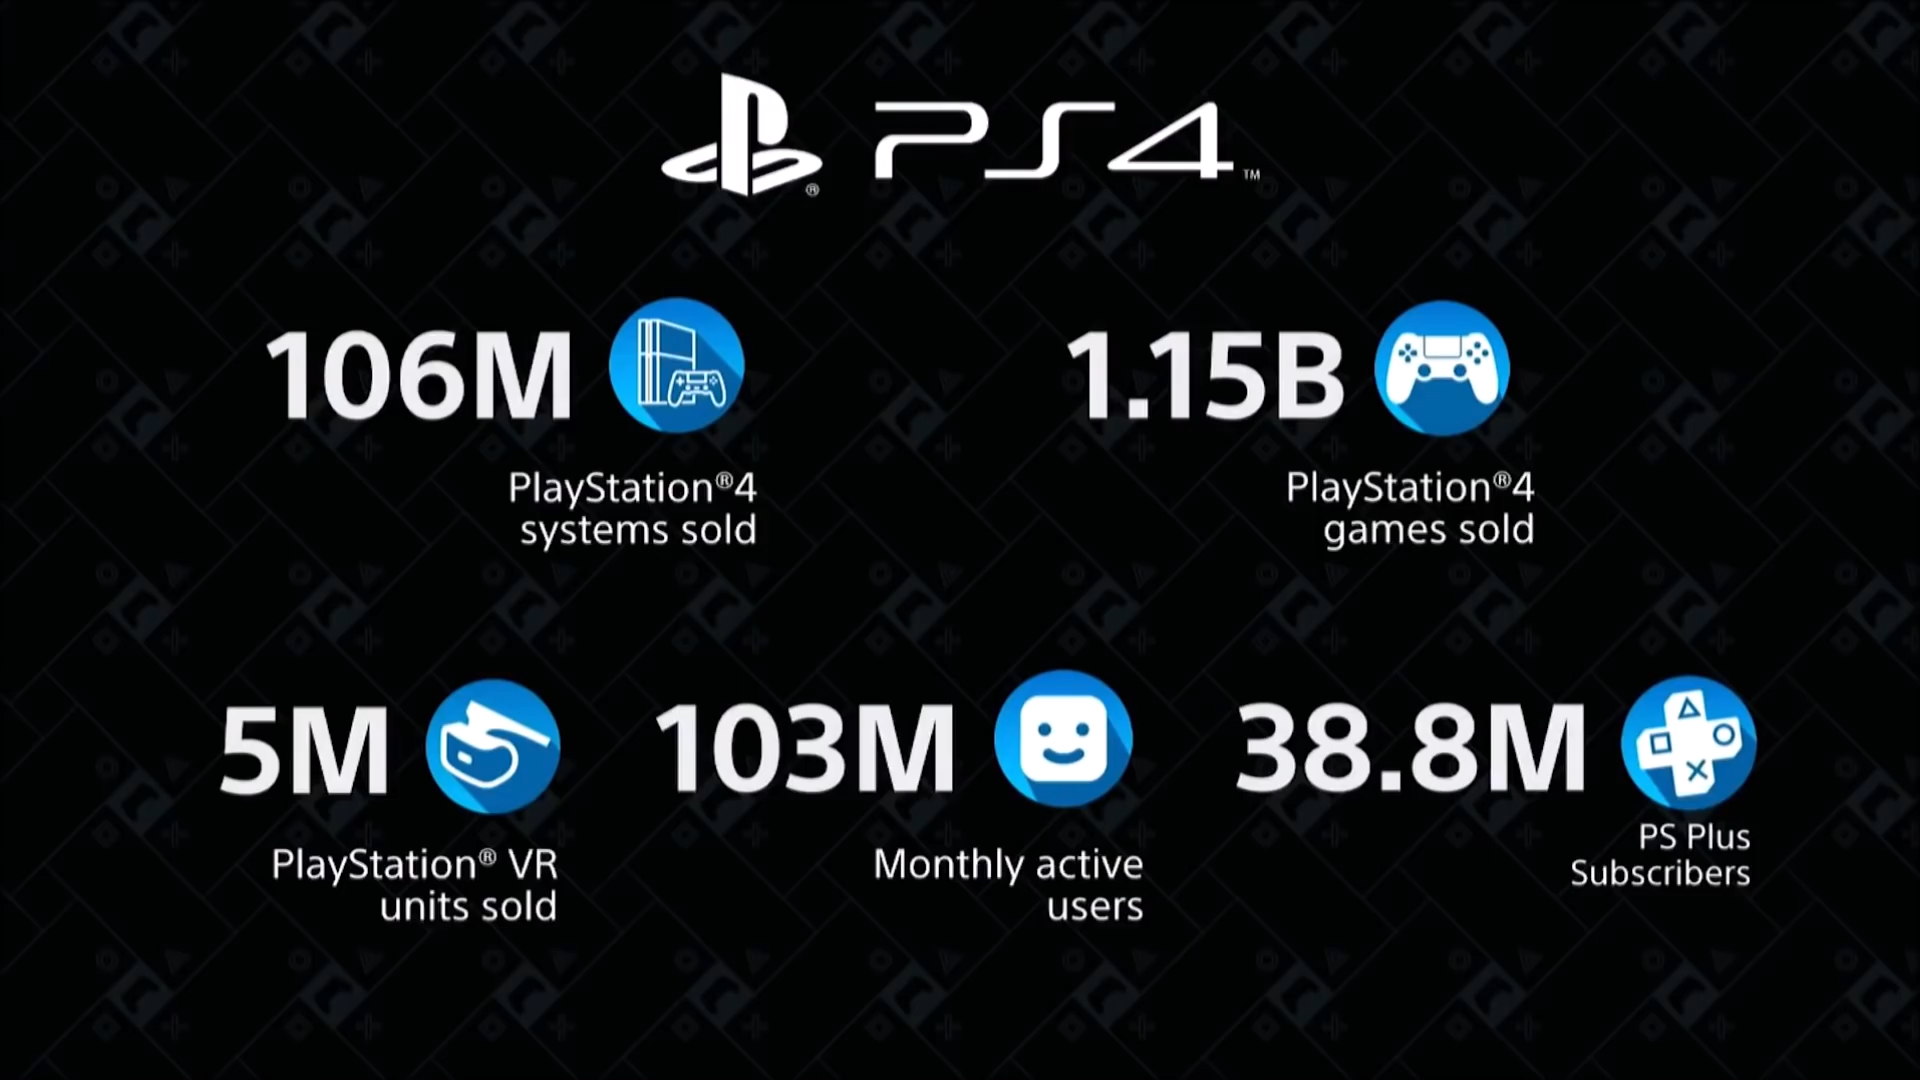 PS4™
106M
PlayStation®4
systems sold
1.15B
PlayStation®4
games sold
5M
PlayStation® VR
units sold
103M
Monthly active
users
38.8M
PS Plus
Subscribers